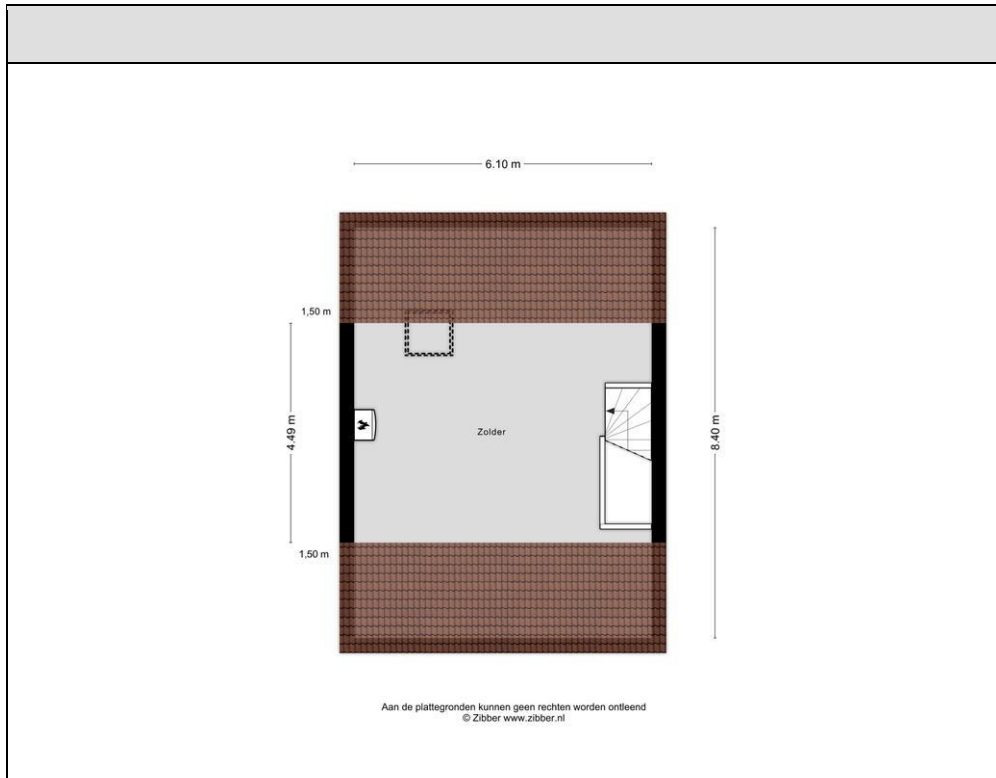 6.10 m
1,50 m
4.49 m
Zolder
8.40 m
1,50 m
Aan de plattegronden kunnen geen rechten worden ontleend
© Zibber www.zibber.nl